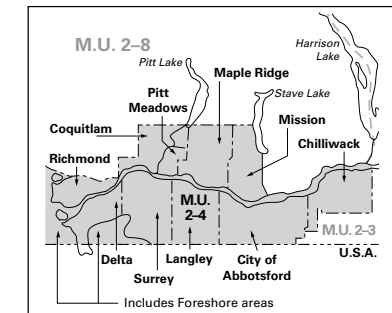 M.U. 2–8
Harrison
Lake
Pitt Lake
Maple Ridge
Stave Lake
Pitt
Meadows
Mission
Coquitlam
Chilliwack
Richmond
M.U.
2–4
M.U. 2–3
U.S.A.
Delta
Langley
City of
Abbotsford
Surrey
Includes Foreshore areas